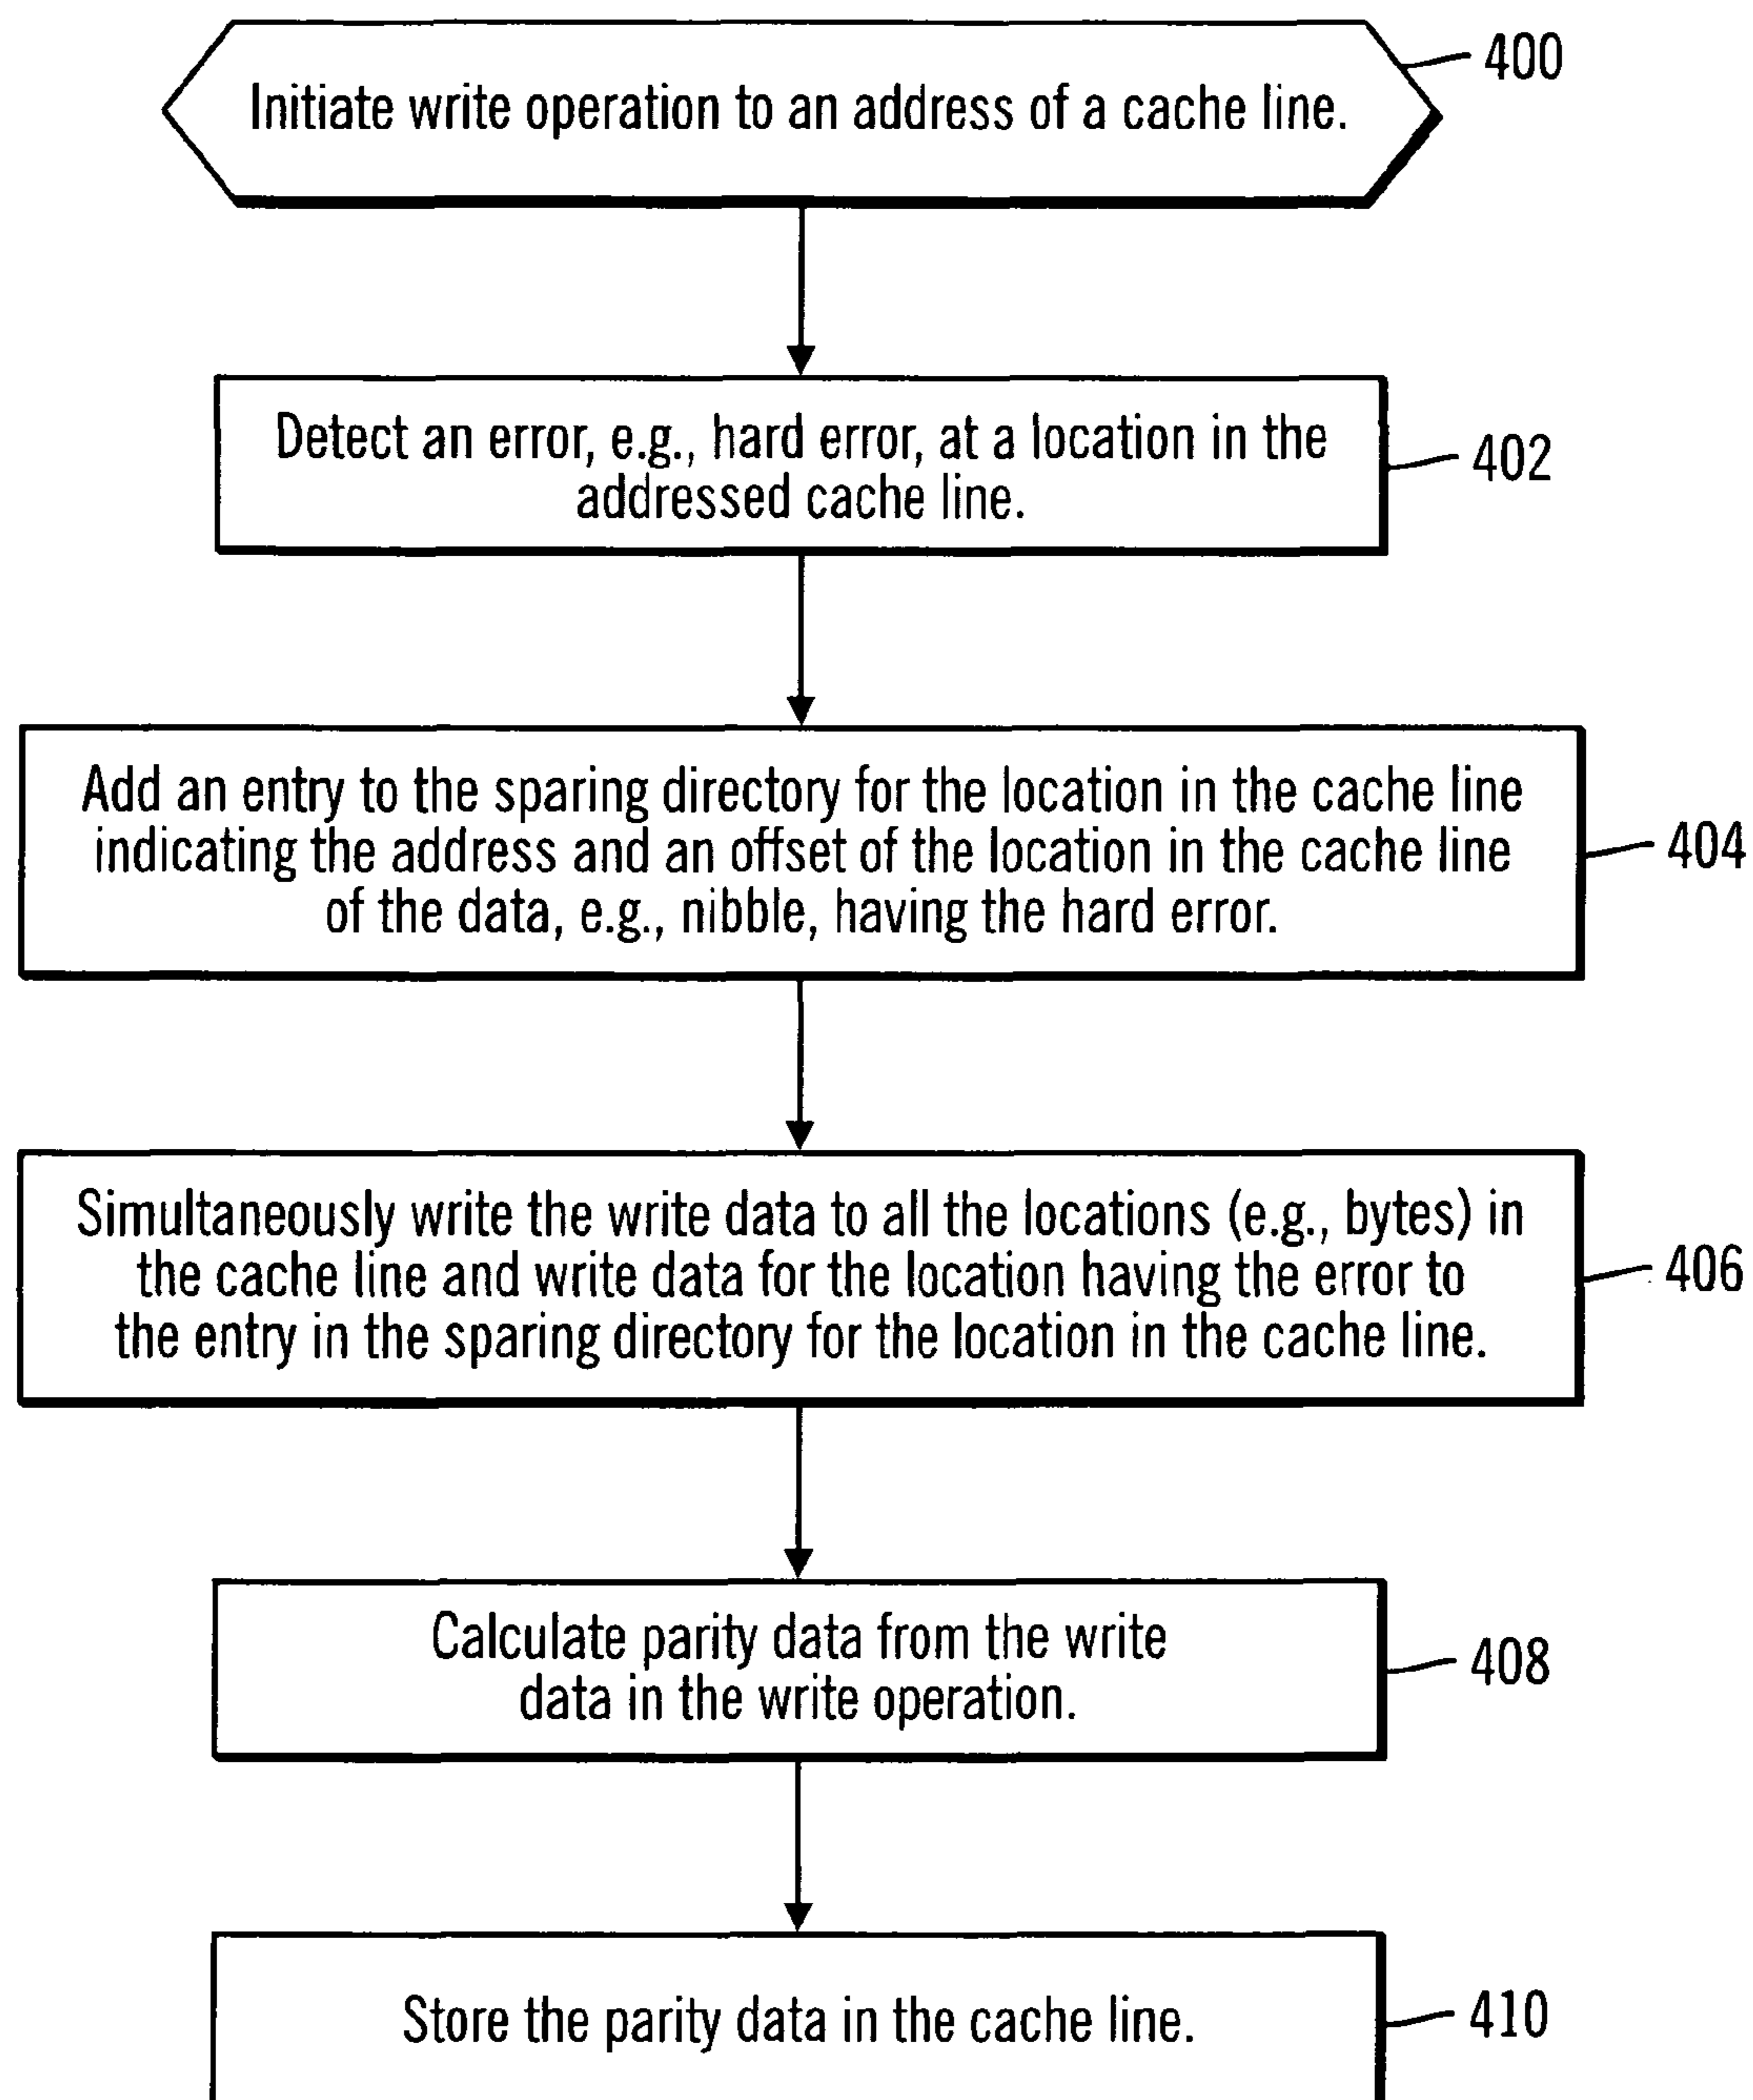 Initiate write operation to an address of a cache line.
400
Detect an error, e.g., hard error, at a location in the
addressed cache line.
402
Add an entry to the sparing directory for the location in the cache line
indicating the address and an offset of the location in the cache line
of the data, e.g., nibble, having the hard error.
404
Simultaneously write the write data to all the locations (e.g., bytes) in
the cache line and write data for the location having the error to
the entry in the sparing directory for the location in the cache line.
406
Calculate parity data from the write
data in the write operation.
408
Store the parity data in the cache line.
410